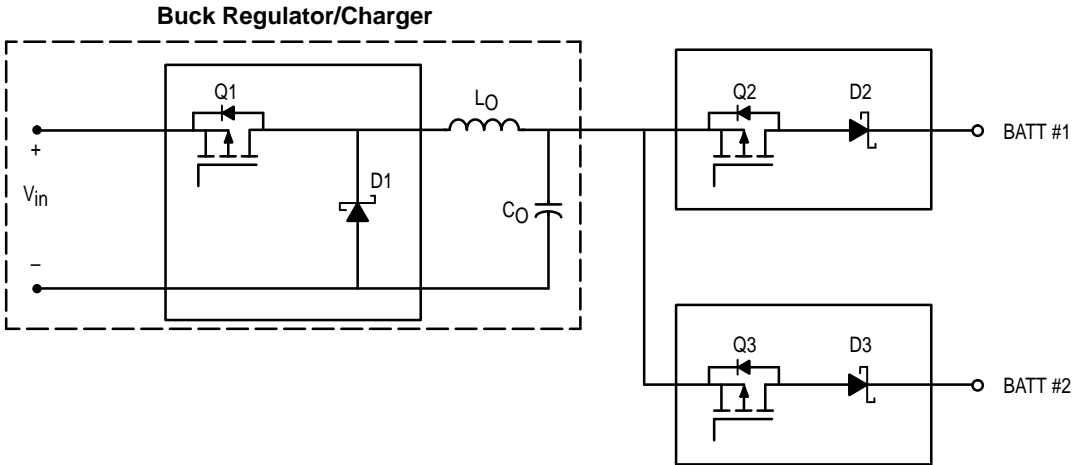 Buck Regulator/Charger
Q1
LO
Q2
D2
BATT #1
+
Vin
D1
CO
–
Q3
D3
BATT #2